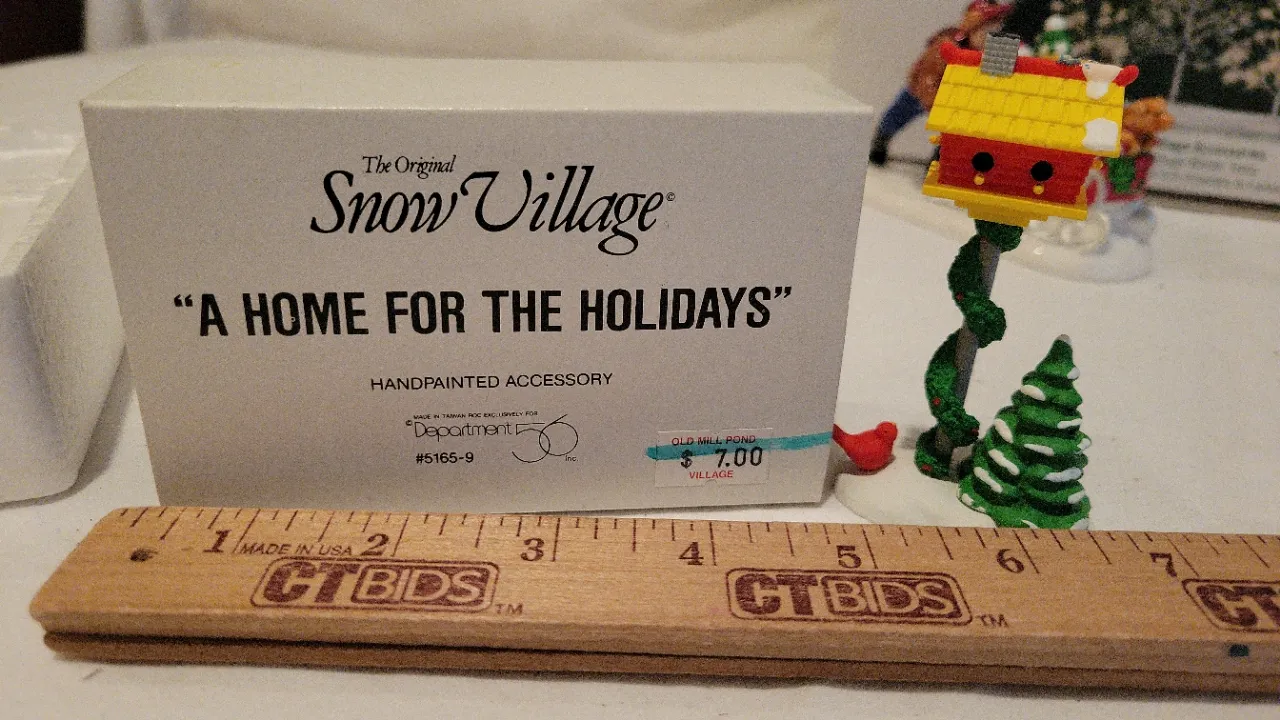 The Original
Snow Village©
“A HOME FOR THE HOLIDAYS”
HANDPAINTED ACCESSORY
MADE IN TAIWAN ROC EXCLUSIVELY FOR
©Department 56 Inc.
#5165-9
OLD MILL POND
$ 7.00
VILLAGE
1 2 3 4 5 6 7
MADE IN USA
CTBIDS™ CTBIDS™ CT